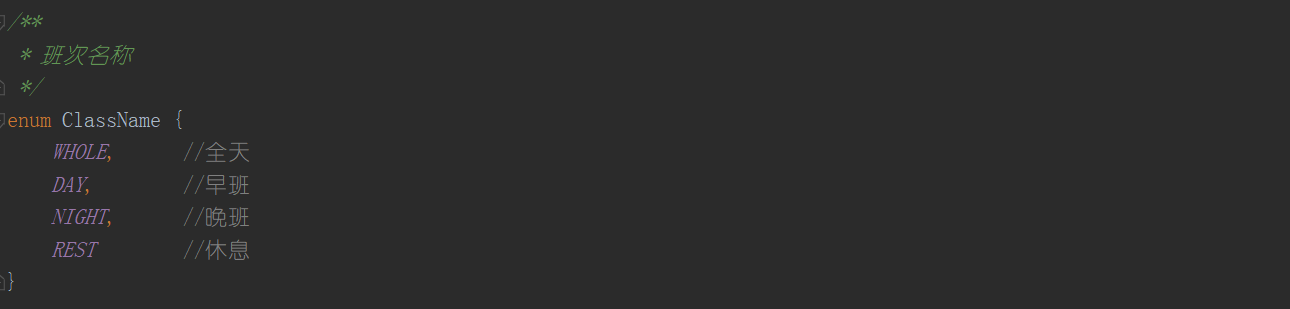 /**
 * 班次名称
 */
enum ClassName {
    WHOLE,      //全天
    DAY,        //早班
    NIGHT,      //晚班
    REST        //休息
}